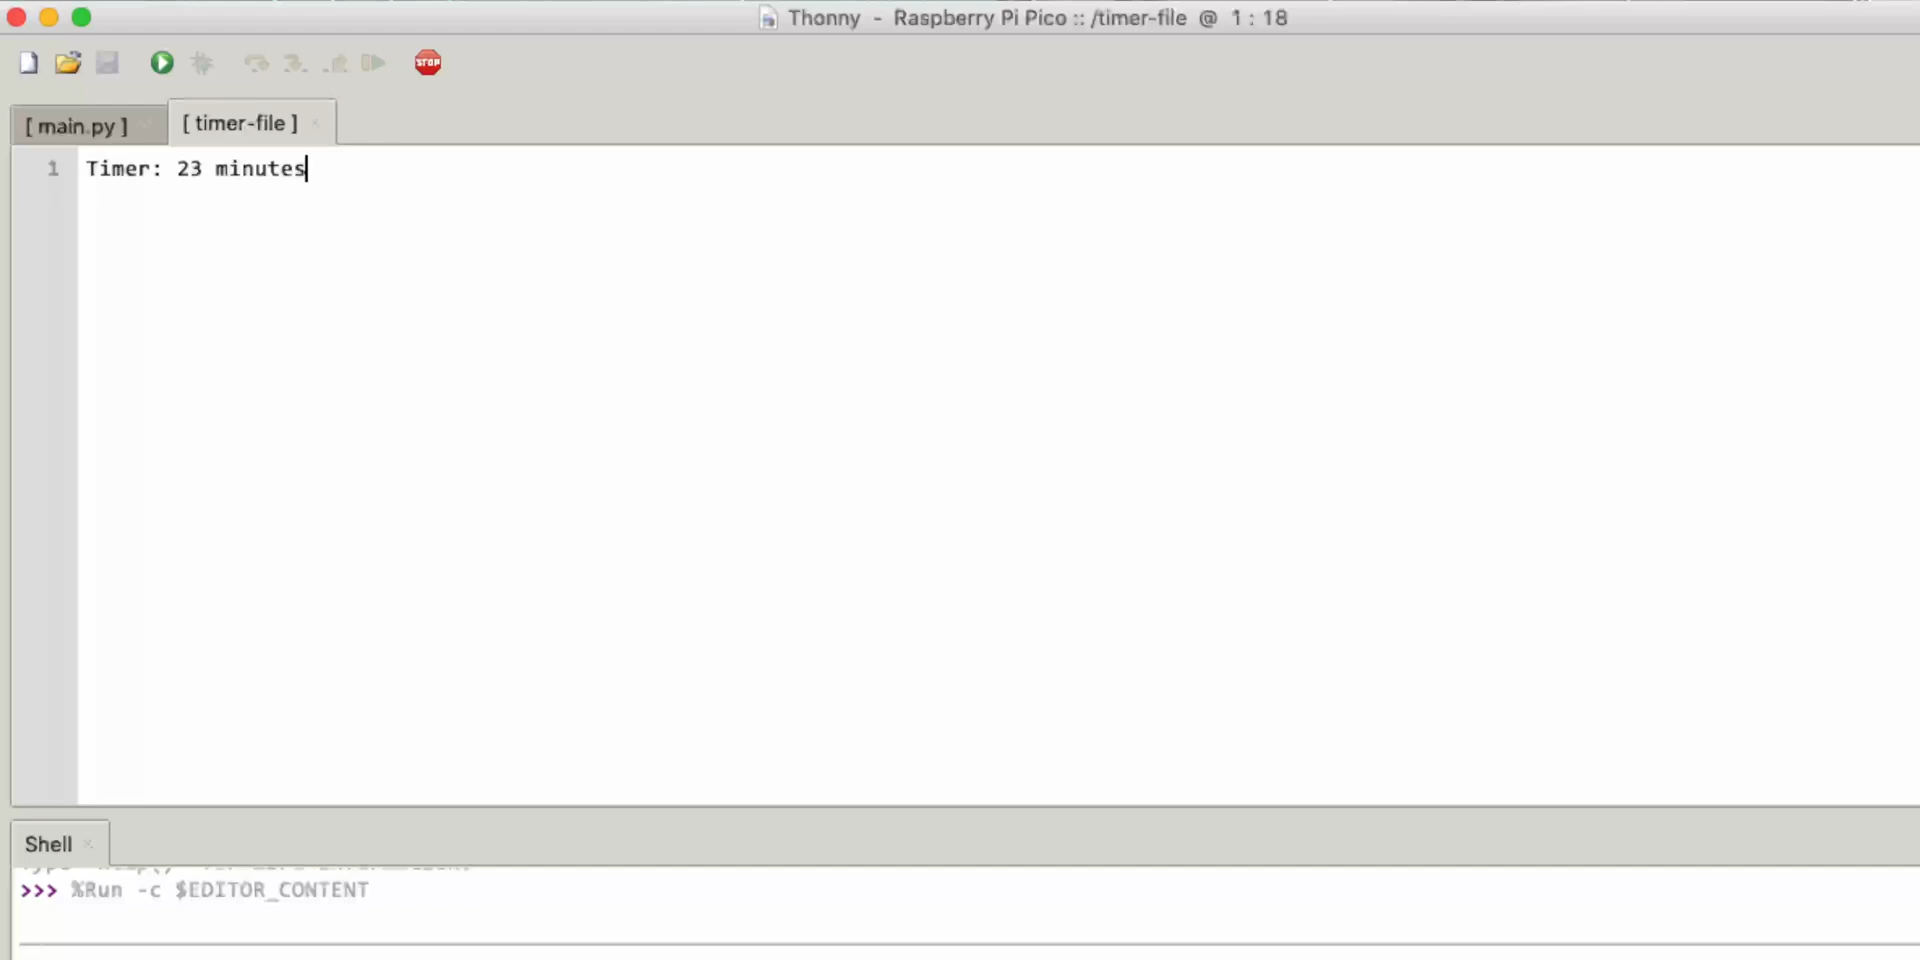 Thonny - Raspberry Pi Pico :: /timer-file @ 1 : 18
STOP
[ main.py ]
[ timer-file ]
1
Timer: 23 minutes
Shell
>>> %Run -c $EDITOR_CONTENT